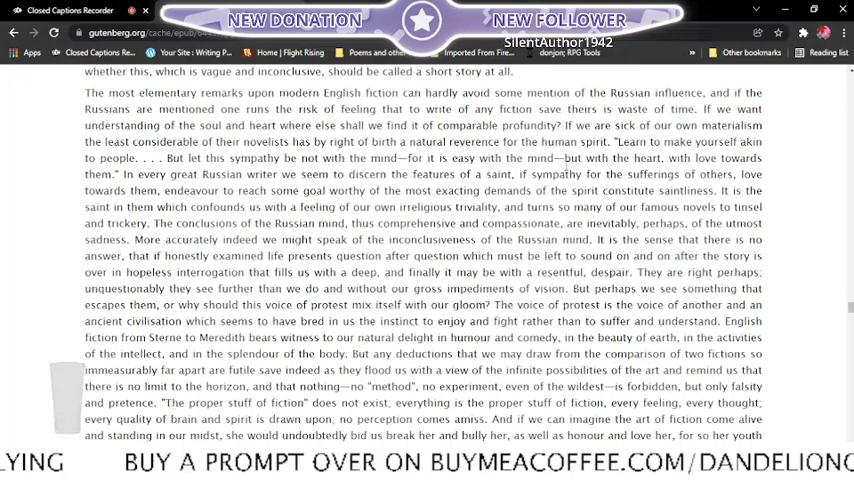 Closed Captions Recorder
NEW DONATION
NEW FOLLOWER
SilentAuthor1942
gutenberg.org/cache/epub/64
Apps
Closed Captions Reco...
Your Site : Writing P...
Home | Flight Rising
Poems and other
Imported From Fire...
donjon; RPG Tools
»
Other bookmarks
Reading list
whether this, which is vague and inconclusive, should be called a short story at all.
The most elementary remarks upon modern English fiction can hardly avoid some mention of the Russian influence, and if the
Russians are mentioned one runs the risk of feeling that to write of any fiction save theirs is waste of time. If we want
understanding of the soul and heart where else shall we find it of comparable profundity? If we are sick of our own materialism
the least considerable of their novelists has by right of birth a natural reverence for the human spirit. "Learn to make yourself akin
to people. . . . But let this sympathy be not with the mind—for it is easy with the mind—but with the heart, with love towards
them." In every great Russian writer we seem to discern the features of a saint, if sympathy for the sufferings of others, love
towards them, endeavour to reach some goal worthy of the most exacting demands of the spirit constitute saintliness. It is the
saint in them which confounds us with a feeling of our own irreligious triviality, and turns so many of our famous novels to tinsel
and trickery. The conclusions of the Russian mind, thus comprehensive and compassionate, are inevitably, perhaps, of the utmost
sadness. More accurately indeed we might speak of the inconclusiveness of the Russian mind. It is the sense that there is no
answer, that if honestly examined life presents question after question which must be left to sound on and on after the story is
over in hopeless interrogation that fills us with a deep, and finally it may be with a resentful, despair. They are right perhaps;
unquestionably they see further than we do and without our gross impediments of vision. But perhaps we see something that
escapes them, or why should this voice of protest mix itself with our gloom? The voice of protest is the voice of another and an
ancient civilisation which seems to have bred in us the instinct to enjoy and fight rather than to suffer and understand. English
fiction from Sterne to Meredith bears witness to our natural delight in humour and comedy, in the beauty of earth, in the activities
of the intellect, and in the splendour of the body. But any deductions that we may draw from the comparison of two fictions so
immeasurably far apart are futile save indeed as they flood us with a view of the infinite possibilities of the art and remind us that
there is no limit to the horizon, and that nothing—no "method", no experiment, even of the wildest—is forbidden, but only falsity
and pretence. "The proper stuff of fiction" does not exist; everything is the proper stuff of fiction, every feeling, every thought;
every quality of brain and spirit is drawn upon; no perception comes amiss. And if we can imagine the art of fiction come alive
and standing in our midst, she would undoubtedly bid us break her and bully her, as well as honour and love her, for so her youth
LYING BUY A PROMPT OVER ON BUYMEACOFFEE.COM/DANDELION